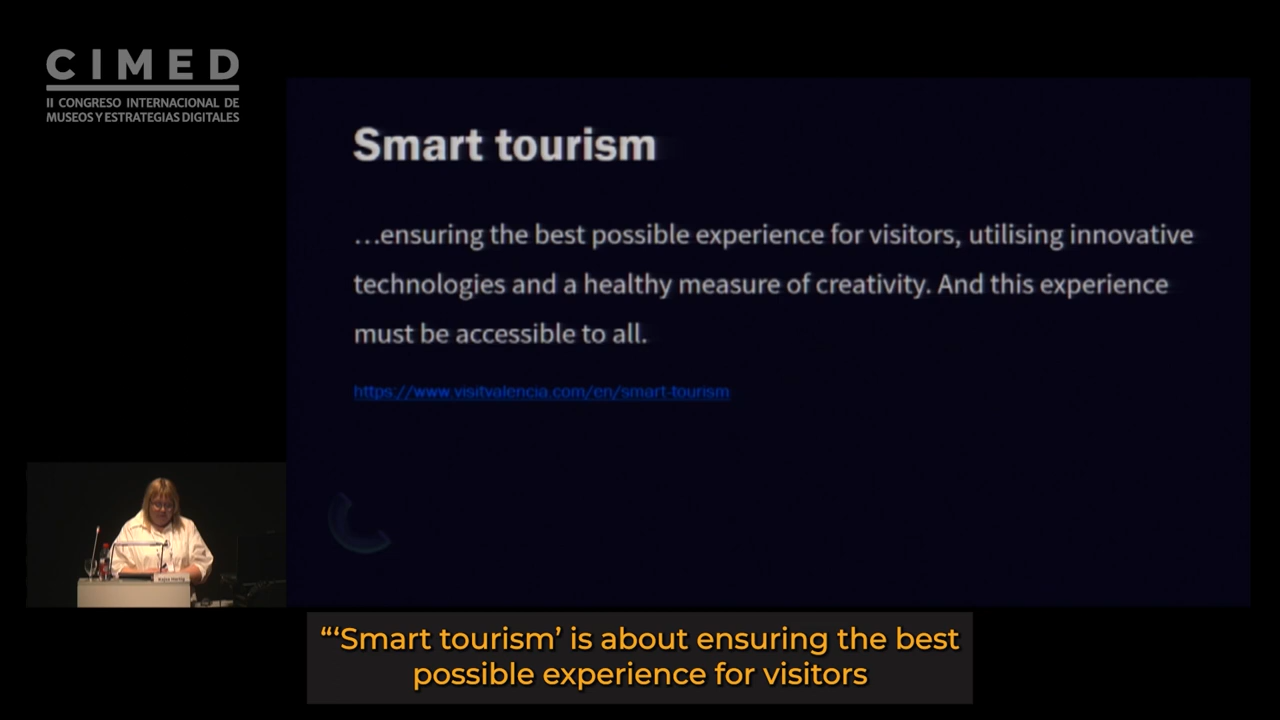 CIMED
II CONGRESO INTERNACIONAL DE
MUSEOS Y ESTRATEGIAS DIGITALES
Smart tourism
…ensuring the best possible experience for visitors, utilising innovative
technologies and a healthy measure of creativity. And this experience
must be accessible to all.
https://www.visitvalencia.com/en/smart-tourism
“‘Smart tourism’ is about ensuring the best
possible experience for visitors